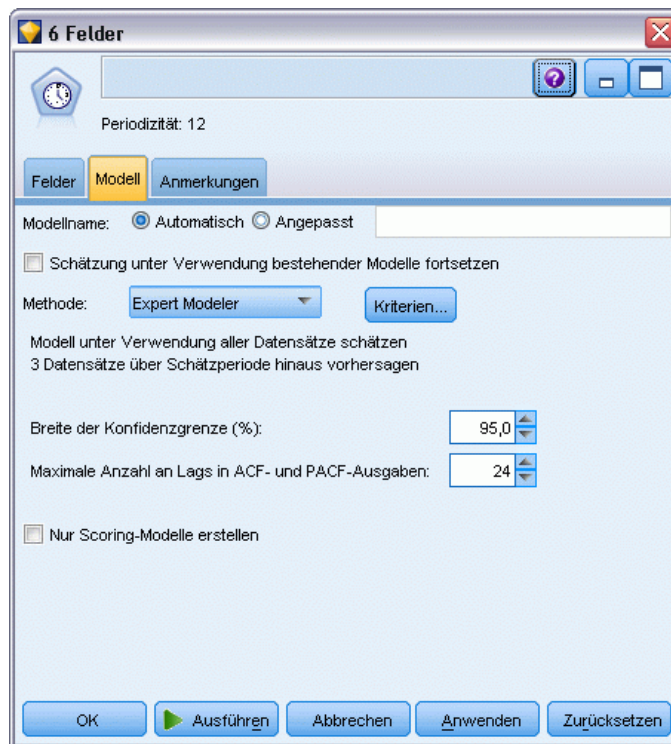 6 Felder
Periodizität: 12
Felder Modell Anmerkungen
Modellname: Automatisch Angepasst
Schätzung unter Verwendung bestehender Modelle fortsetzen
Methode: Expert Modeler Kriterien...
Modell unter Verwendung aller Datensätze schätzen
3 Datensätze über Schätzperiode hinaus vorhersagen
Breite der Konfidenzgrenze (%): 95,0
Maximale Anzahl an Lags in ACF- und PACF-Ausgaben: 24
Nur Scoring-Modelle erstellen
OK Ausführen Abbrechen Anwenden Zurücksetzen